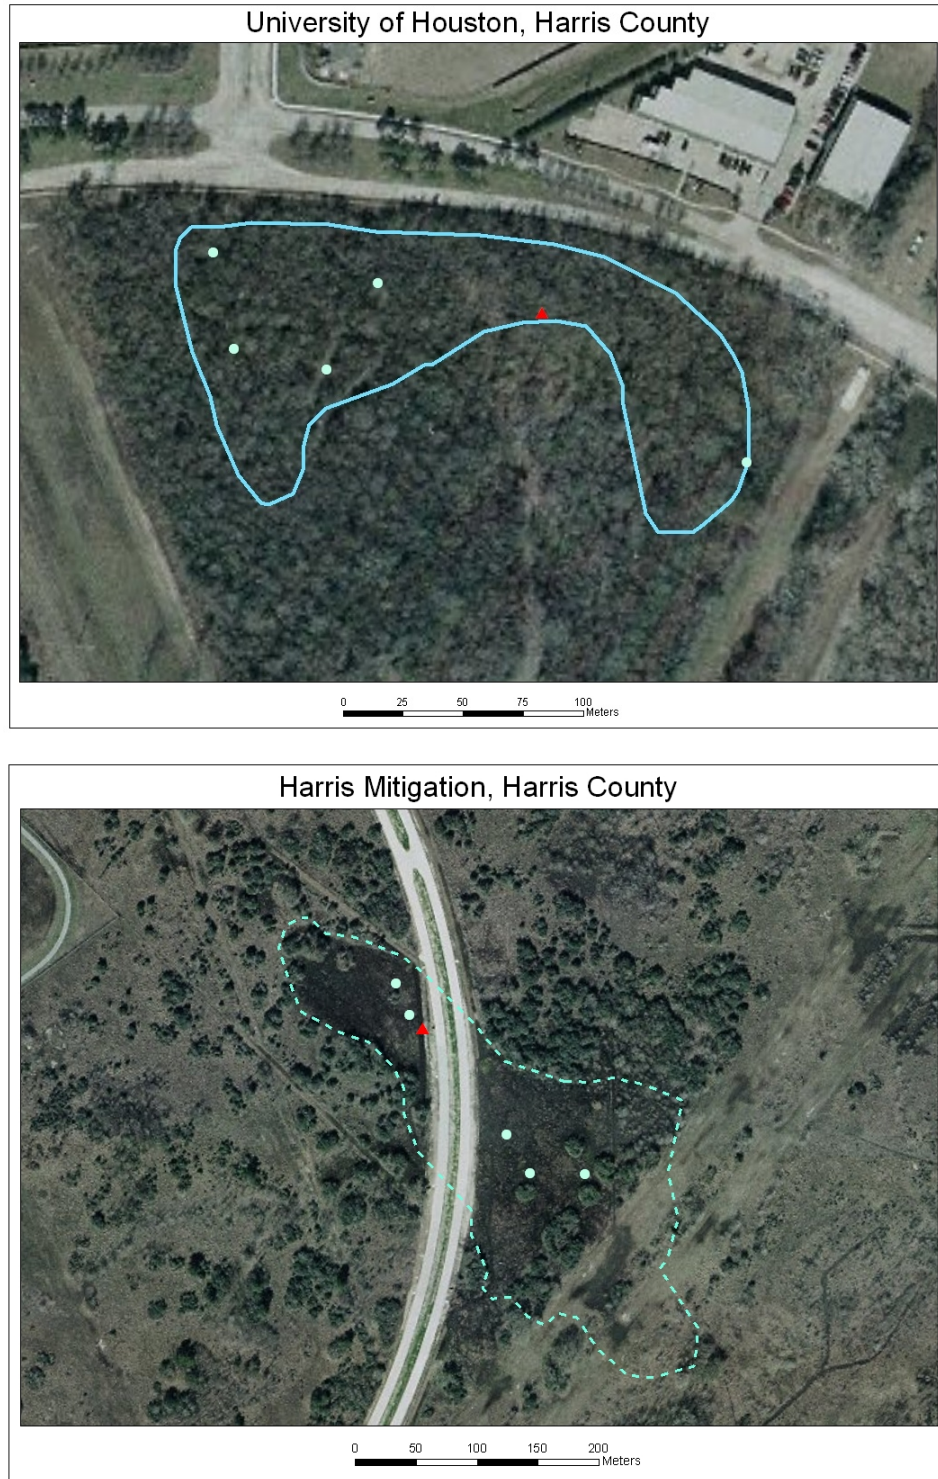 University of Houston, Harris County
0 25 50 75 100
Meters
Harris Mitigation, Harris County
0 50 100 150 200
Meters